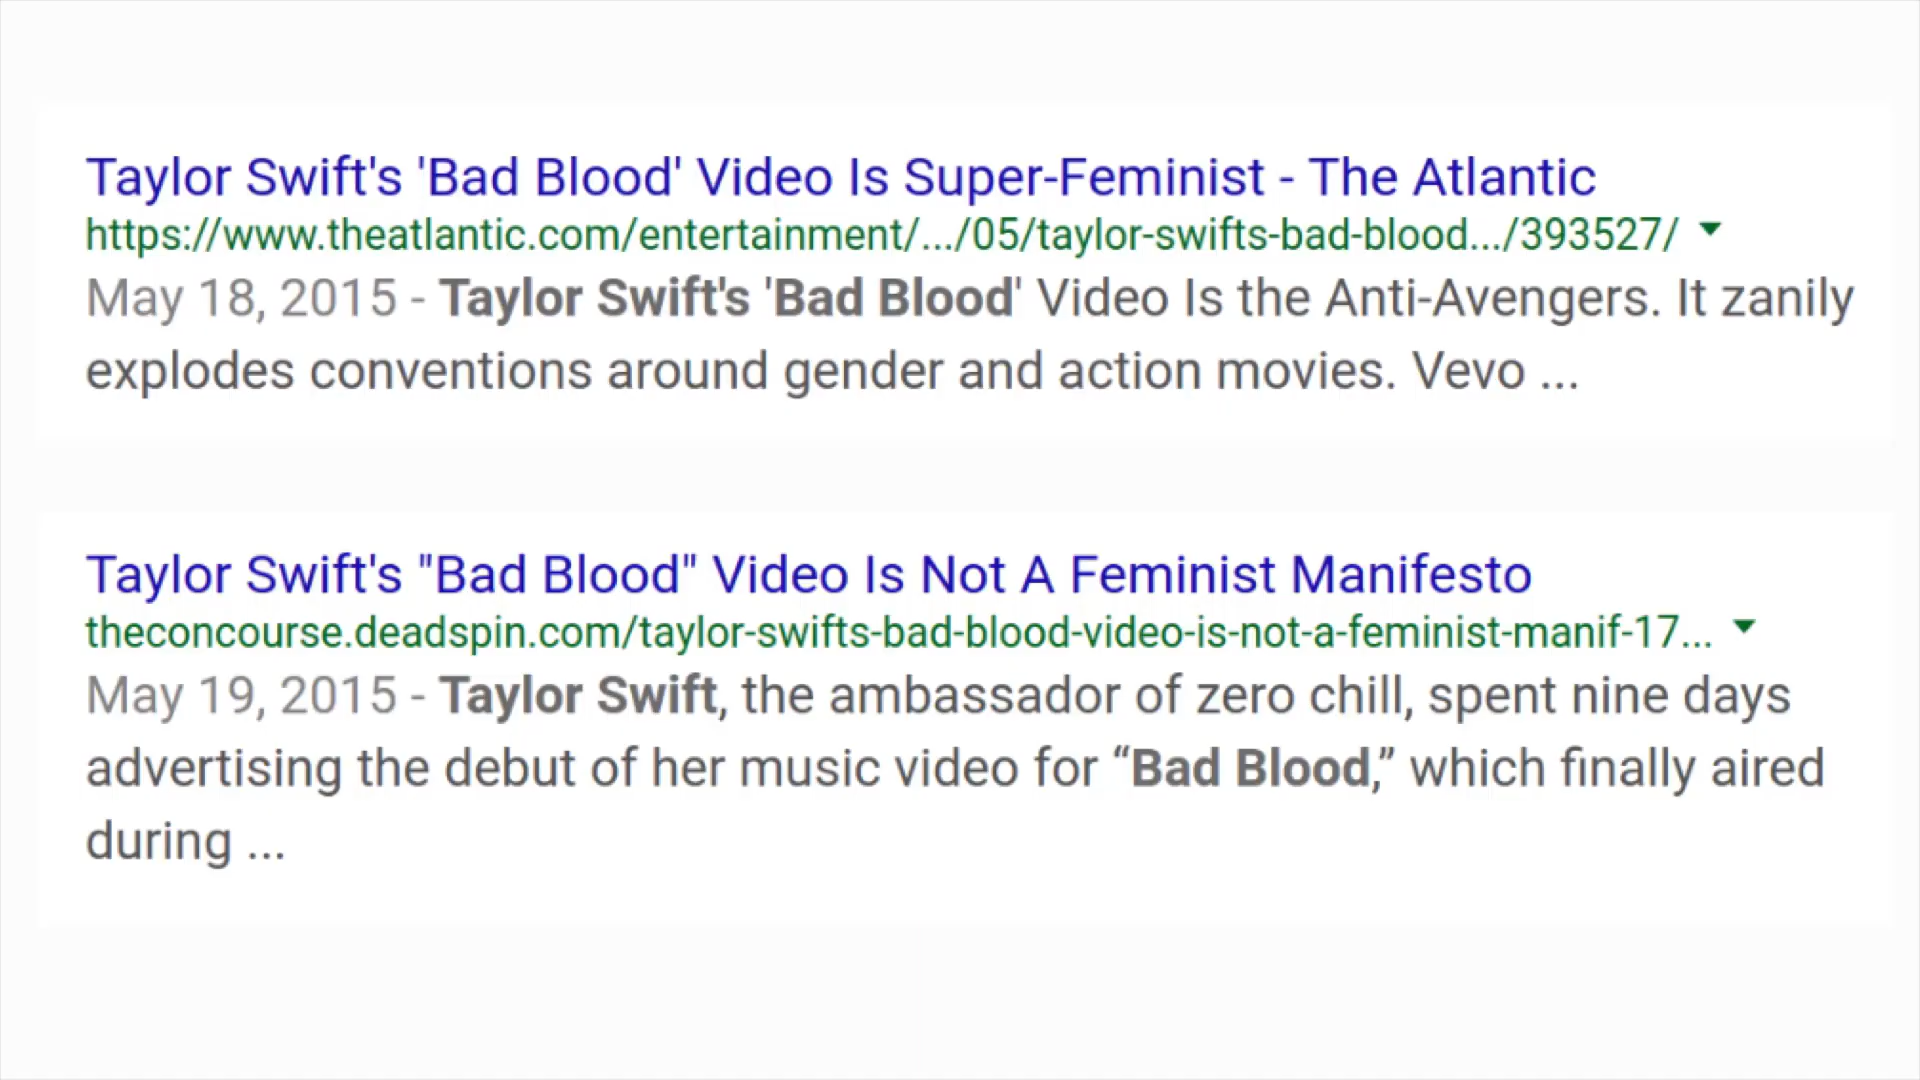 Taylor Swift's 'Bad Blood' Video Is Super-Feminist - The Atlantic
https://www.theatlantic.com/entertainment/.../05/taylor-swifts-bad-blood.../393527/
May 18, 2015 - Taylor Swift's 'Bad Blood' Video Is the Anti-Avengers. It zanily
explodes conventions around gender and action movies. Vevo ...
Taylor Swift's "Bad Blood" Video Is Not A Feminist Manifesto
theconcourse.deadspin.com/taylor-swifts-bad-blood-video-is-not-a-feminist-manif-17...
May 19, 2015 - Taylor Swift, the ambassador of zero chill, spent nine days
advertising the debut of her music video for “Bad Blood,” which finally aired
during ...